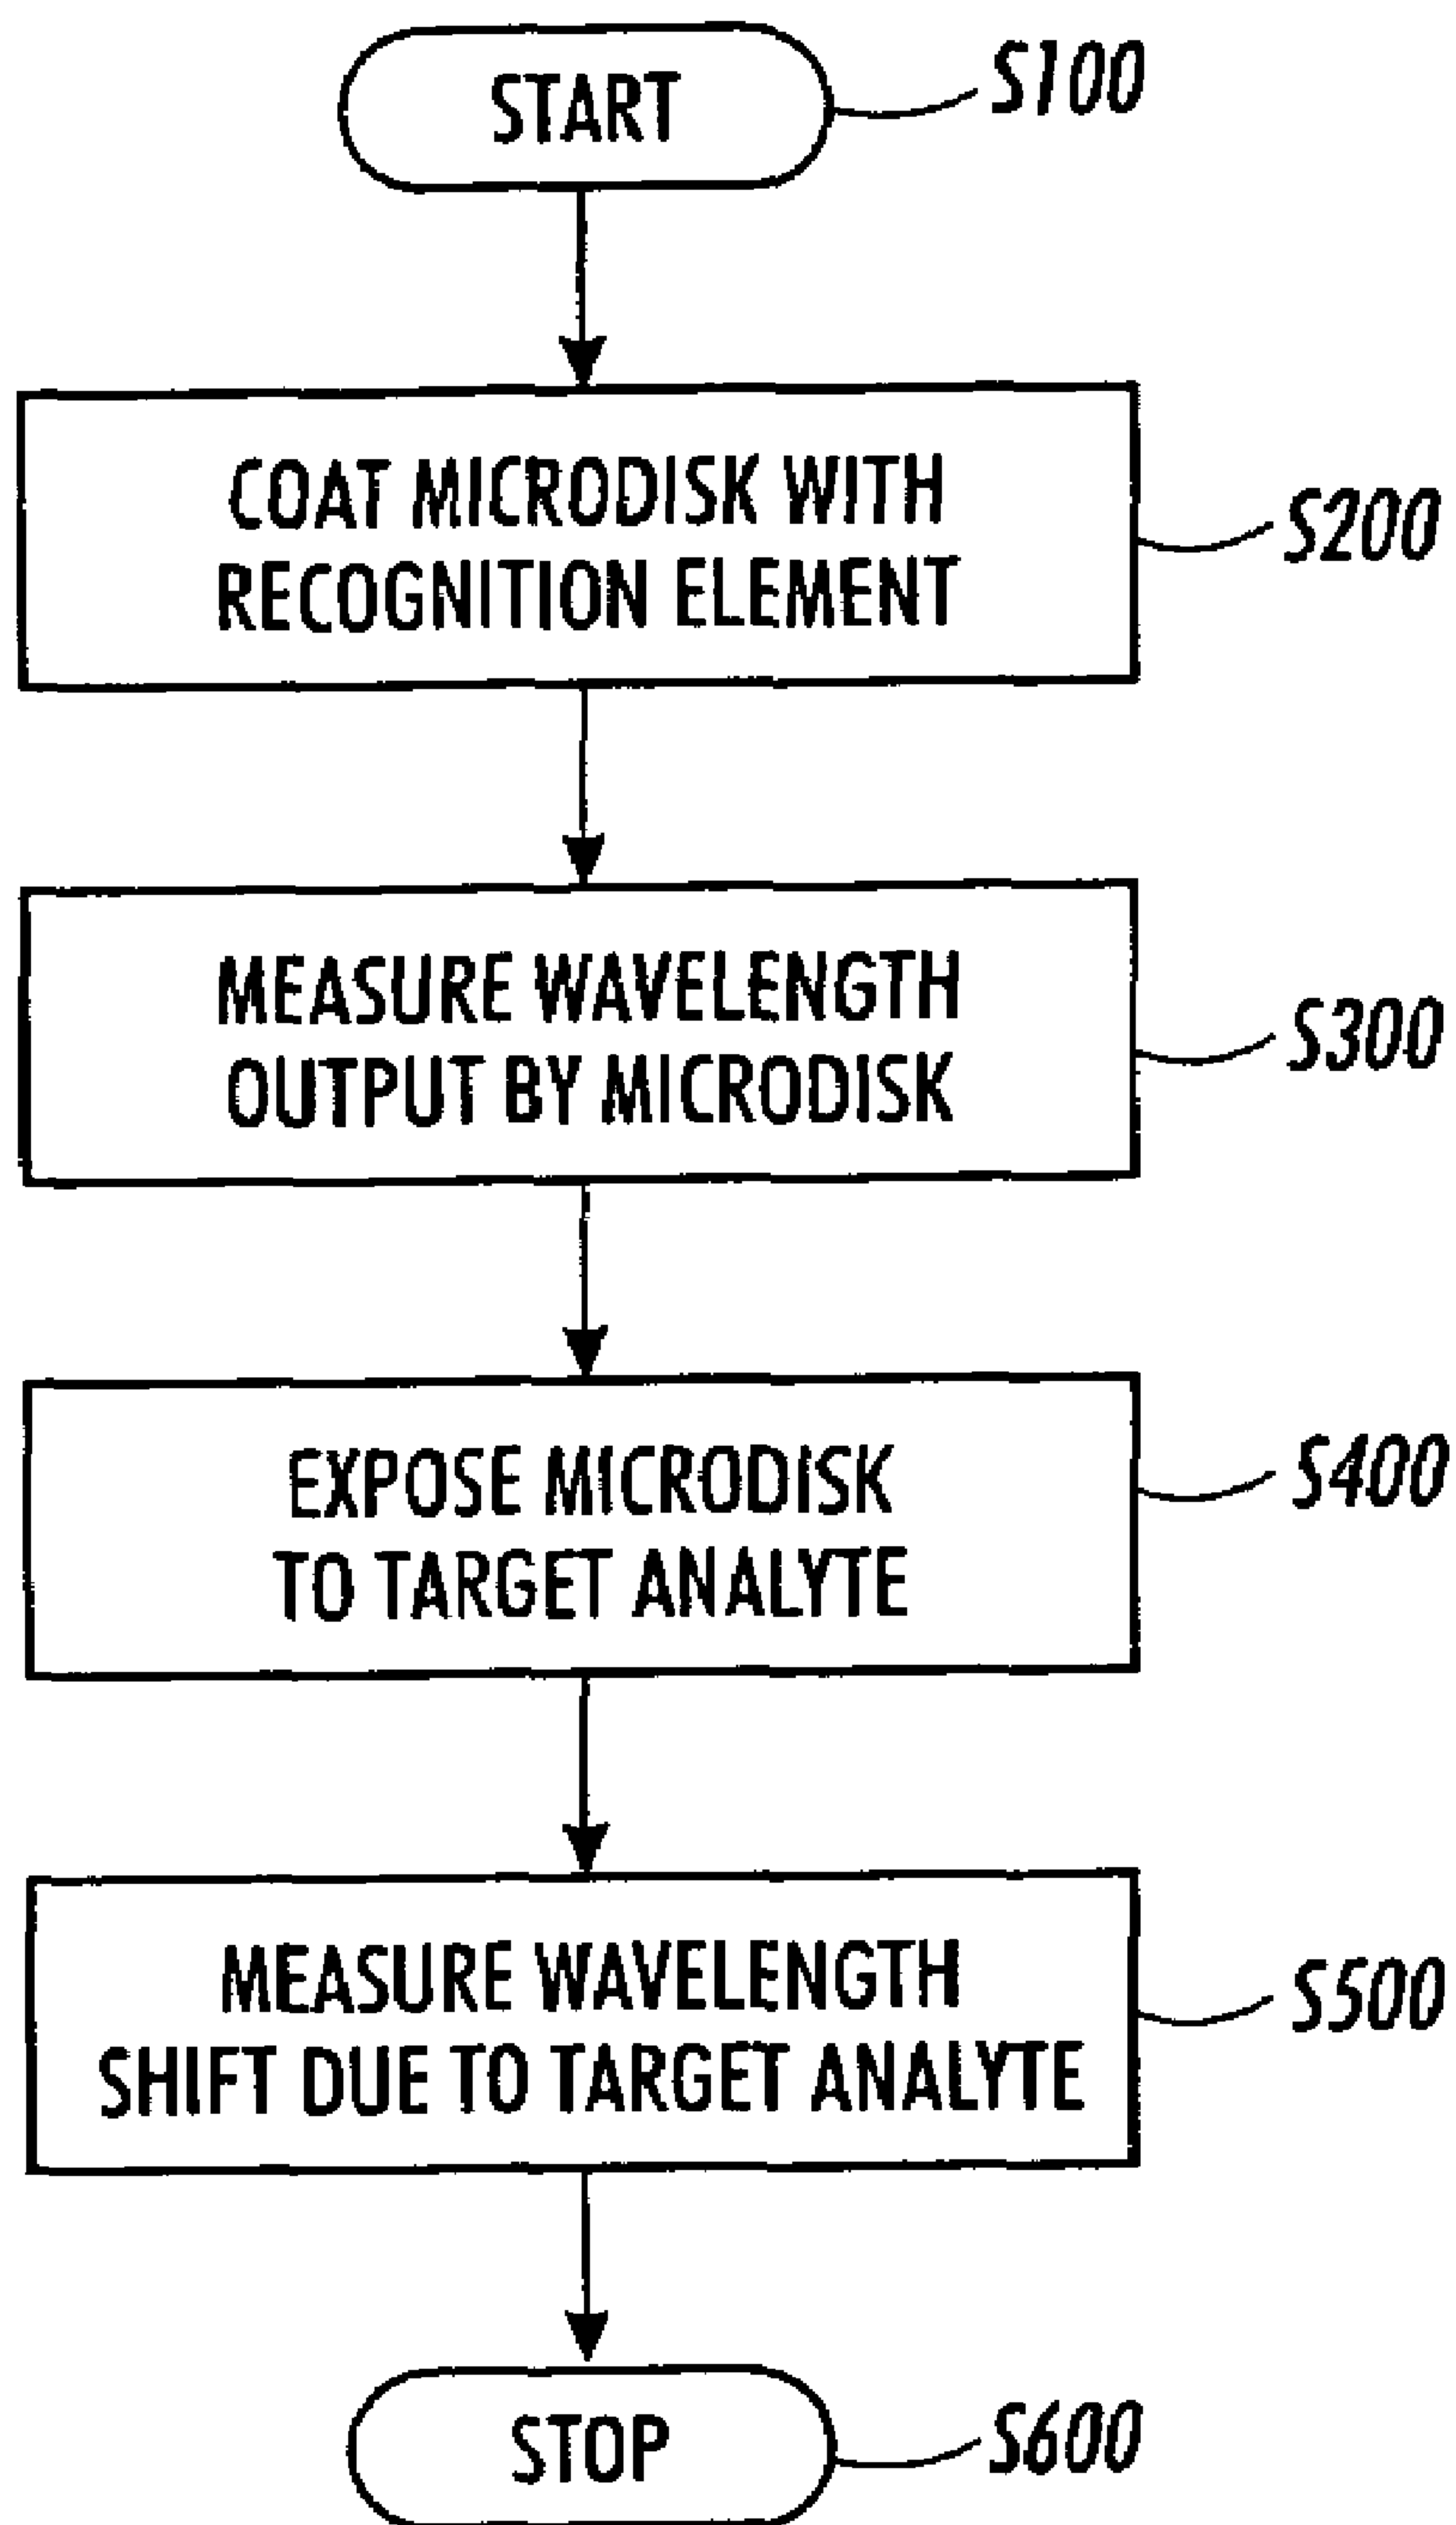 START
S100
COAT MICRODISK WITH
RECOGNITION ELEMENT
S200
MEASURE WAVELENGTH
OUTPUT BY MICRODISK
S300
EXPOSE MICRODISK
TO TARGET ANALYTE
S400
MEASURE WAVELENGTH
SHIFT DUE TO TARGET ANALYTE
S500
STOP
S600